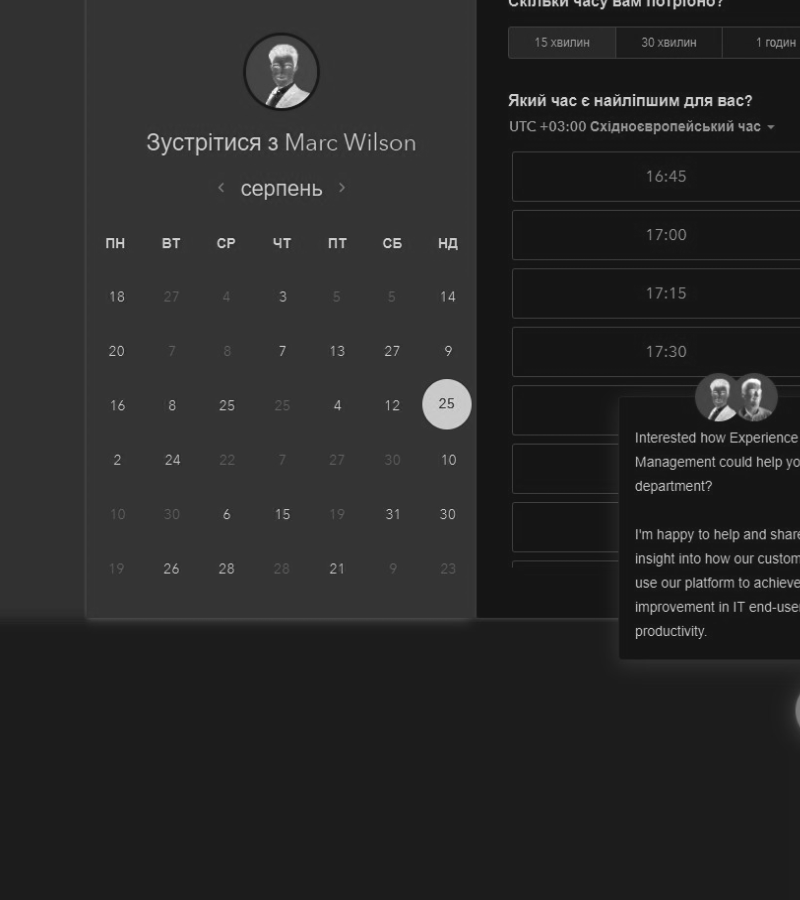 Зустрітися з Marc Wilson
‹ серпень ›
ПН ВТ СР ЧТ ПТ СБ НД
18 27 4 3 5 5 14
20 7 8 7 13 27 9
16 8 25 25 4 12 25
2 24 22 7 27 30 10
10 30 6 15 19 31 30
19 26 28 28 21 9 23
Скільки часу вам потрібно?
15 хвилин 30 хвилин 1 годин
Який час є найліпшим для вас?
UTC +03:00 Східноєвропейський час
16:45
17:00
17:15
17:30
Interested how Experience
Management could help yo
department?
I'm happy to help and share
insight into how our custom
use our platform to achieve
improvement in IT end-user
productivity.